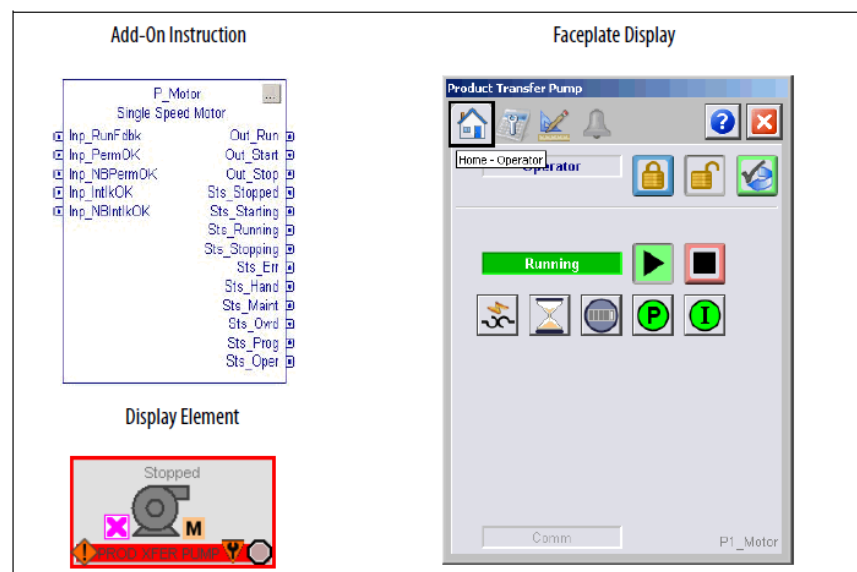 Add-On Instruction
P_Motor
...
Single Speed Motor
Inp_RunFdbk Out_Run
Inp_PermOK Out_Start
Inp_NBPermOK Out_Stop
Inp_IntlkOK Sts_Stopped
Inp_NBIntlkOK Sts_Starting
Sts_Running
Sts_Stopping
Sts_Err
Sts_Hand
Sts_Maint
Sts_Ovrd
Sts_Prog
Sts_Oper
Display Element
Stopped
M
PROD XFER PUMP
Faceplate Display
Product Transfer Pump
?
Home - Operator
Operator
Running
P I
Comm
P1_Motor